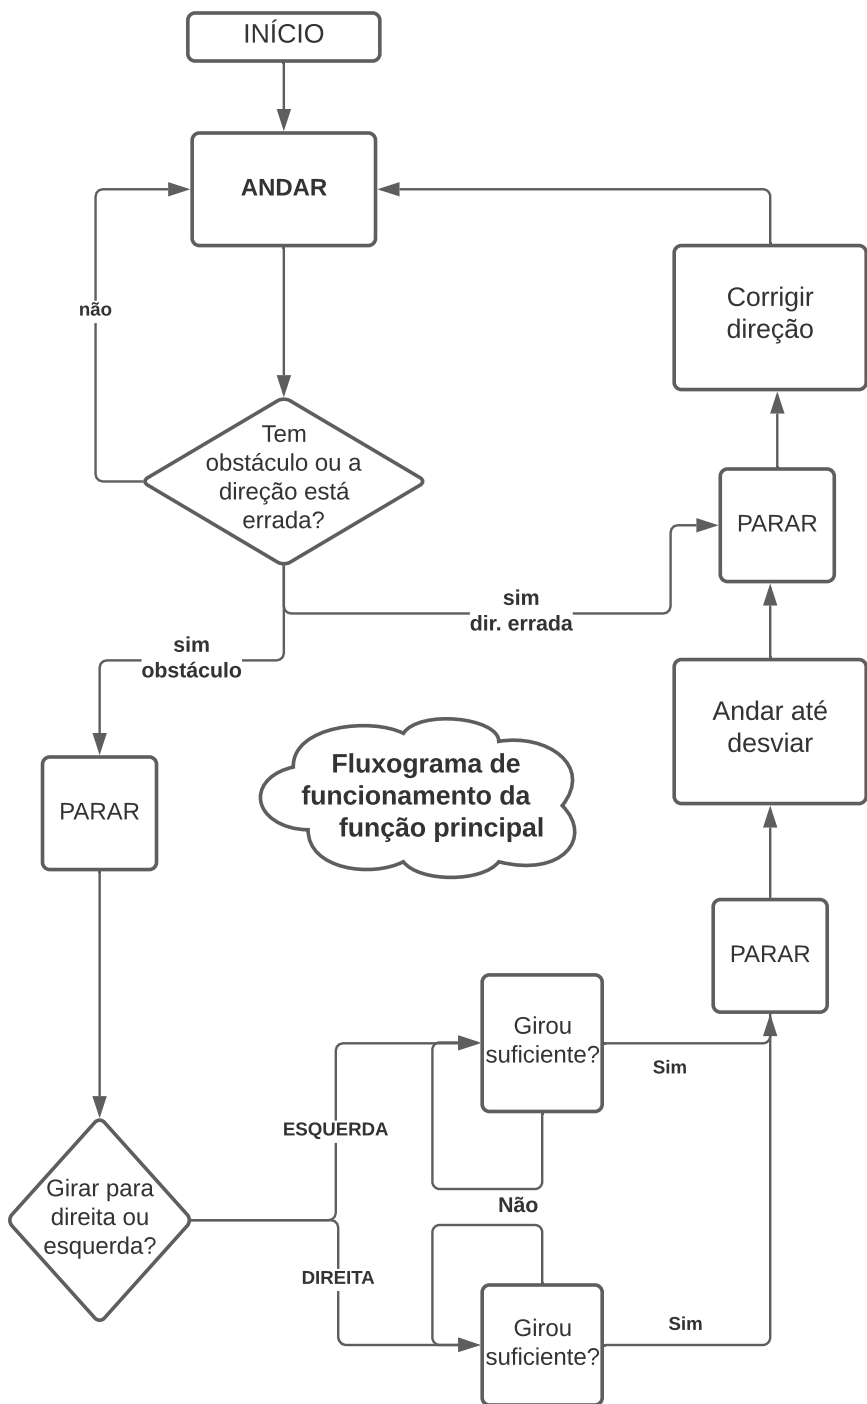 INÍCIO
ANDAR
não
Corrigir
direção
Tem
obstáculo ou a
direção está
errada?
PARAR
sim
dir. errada
sim
obstáculo
Andar até
desviar
Fluxograma de
funcionamento da
função principal
PARAR
PARAR
Girou
suficiente?
Sim
ESQUERDA
Girar para
direita ou
esquerda?
Não
DIREITA
Girou
suficiente?
Sim